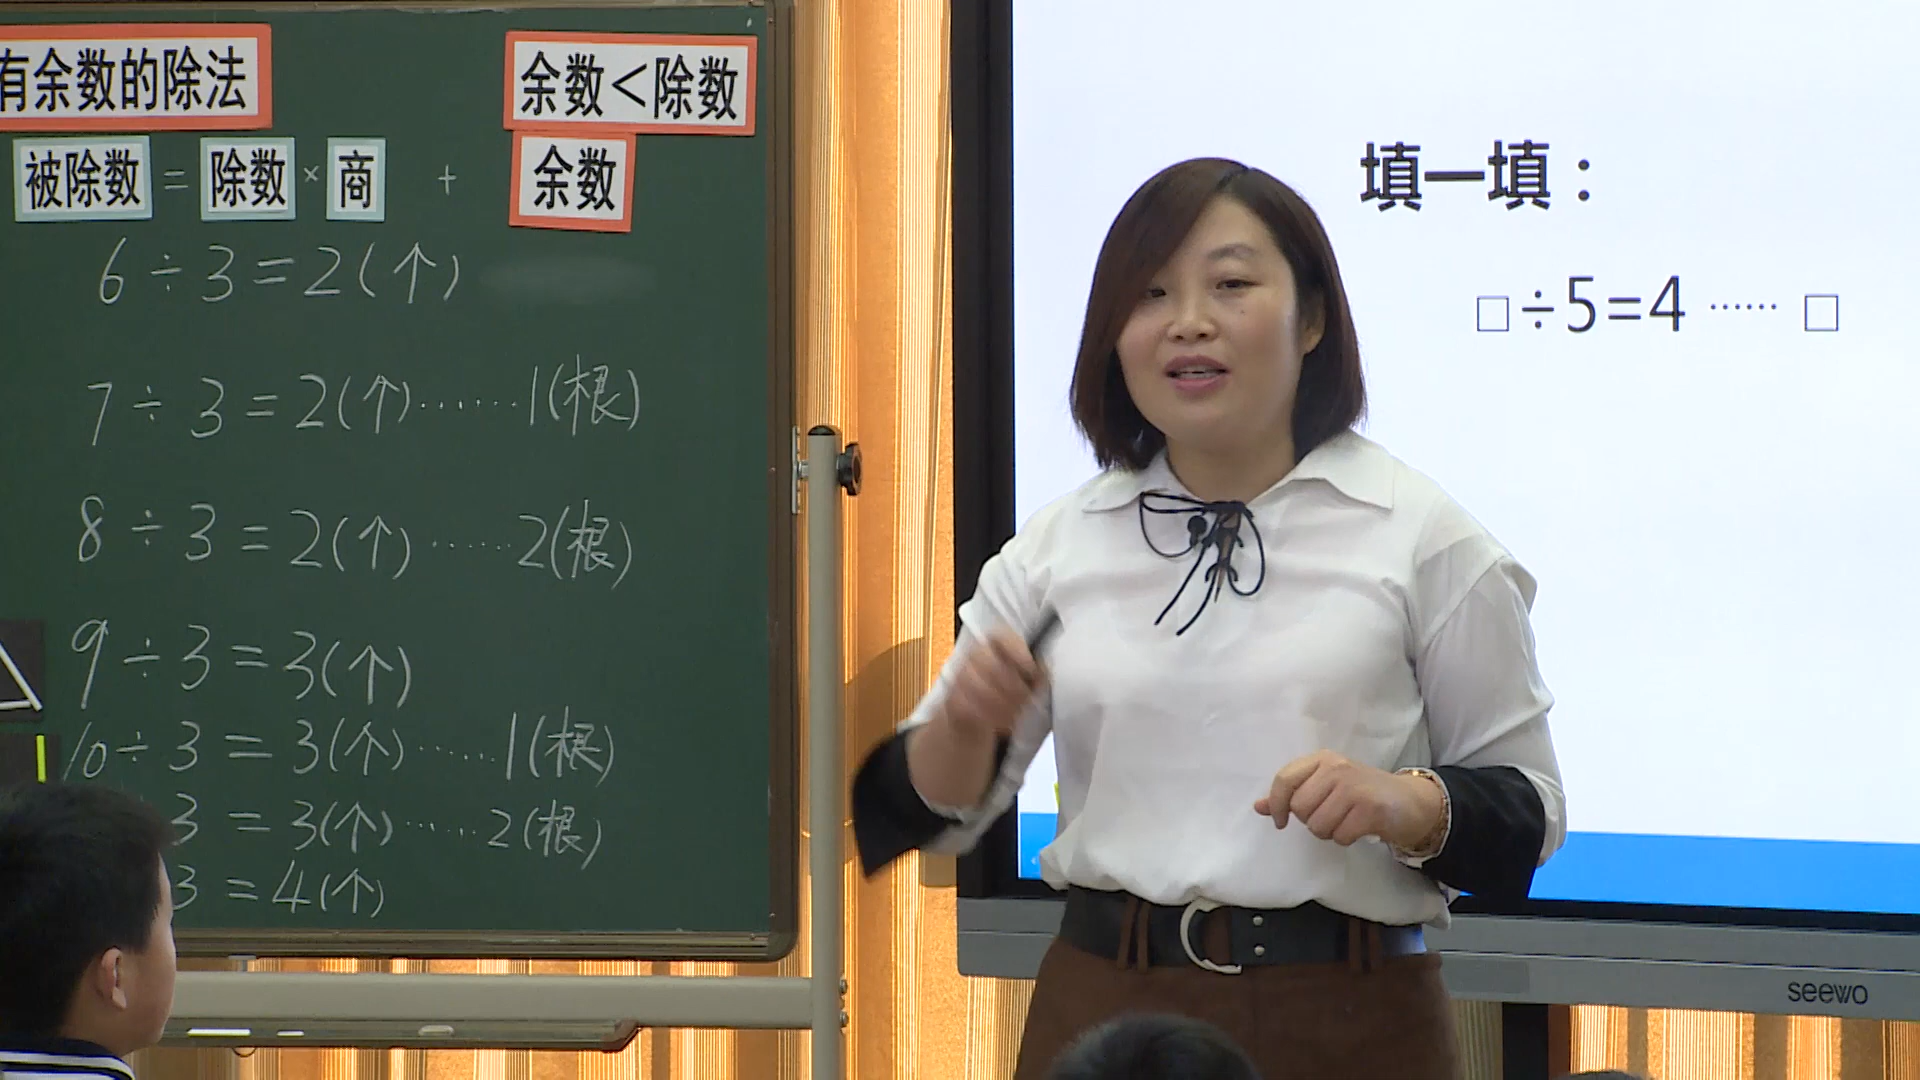 有余数的除法
余数<除数
被除数 = 除数 × 商 + 余数
6÷3=2(个)
7÷3=2(个)……1(根)
8÷3=2(个)……2(根)
9÷3=3(个)
10÷3=3(个)……1(根)
3=3(个)……2(根)
3=4(个)
填一填：
□÷5=4……□
seewo